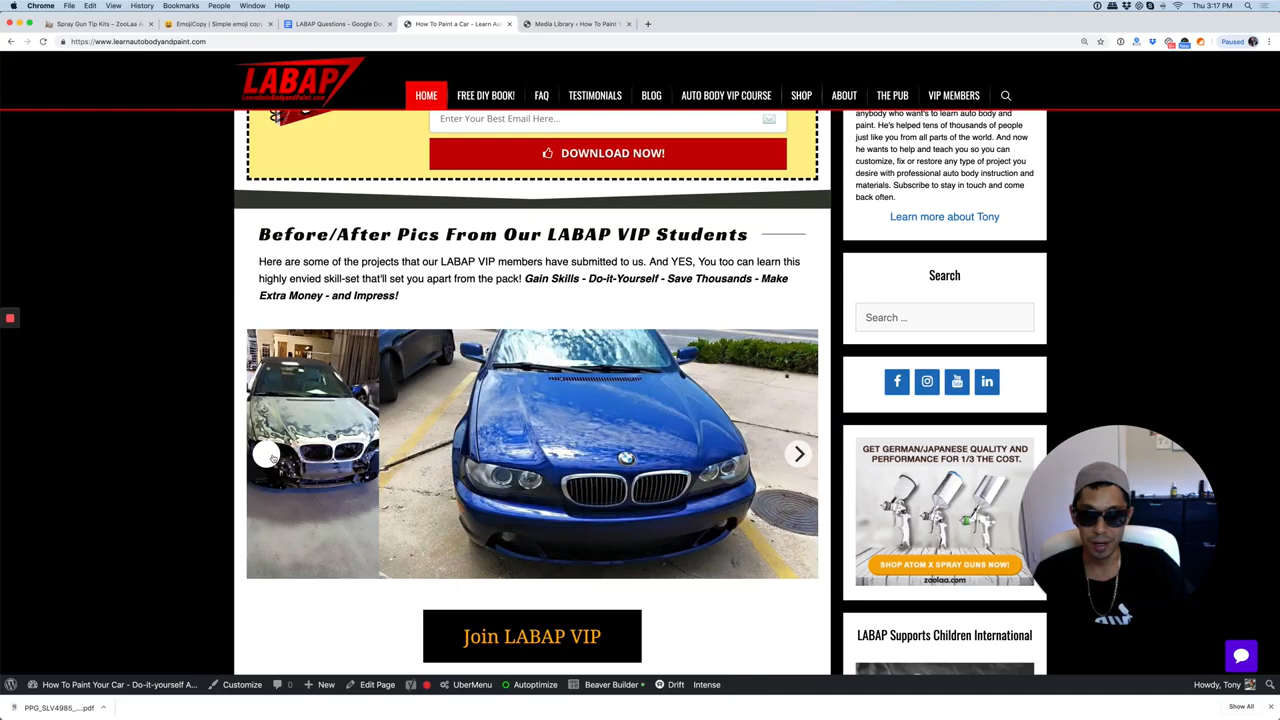 Chrome File Edit View History Bookmarks People Window Help
Thu 3:17 PM
Spray Gun Tip Kits – ZooLaa
EmojiCopy | Simple emoji copy
LABAP Questions - Google Do
How To Paint a Car - Learn Au
Media Library ‹ How To Paint
https://www.learnautobodyandpaint.com
Paused
LABAP
LearnAutoBodyandPaint.com
HOME FREE DIY BOOK! FAQ TESTIMONIALS BLOG AUTO BODY VIP COURSE SHOP ABOUT THE PUB VIP MEMBERS
Enter Your Best Email Here...
DOWNLOAD NOW!
Before/After Pics From Our LABAP VIP Students
Here are some of the projects that our LABAP VIP members have submitted to us. And YES, You too can learn this
highly envied skill-set that'll set you apart from the pack! Gain Skills - Do-it-Yourself - Save Thousands - Make
Extra Money - and Impress!
Join LABAP VIP
anybody who want's to learn auto body and
paint. He's helped tens of thousands of people
just like you from all parts of the world. And now
he wants to help and teach you so you can
customize, fix or restore any type of project you
desire with professional auto body instruction and
materials. Subscribe to stay in touch and come
back often.
Learn more about Tony
Search
Search ...
GET GERMAN/JAPANESE QUALITY AND
PERFORMANCE FOR 1/3 THE COST.
SHOP ATOM X SPRAY GUNS NOW!
zoolaa.com
LABAP Supports Children International
How To Paint Your Car - Do-it-yourself A... Customize 0 New Edit Page UberMenu Autoptimize Beaver Builder Drift Intense
Howdy, Tony
PPG_SLV4985_....pdf
Show All